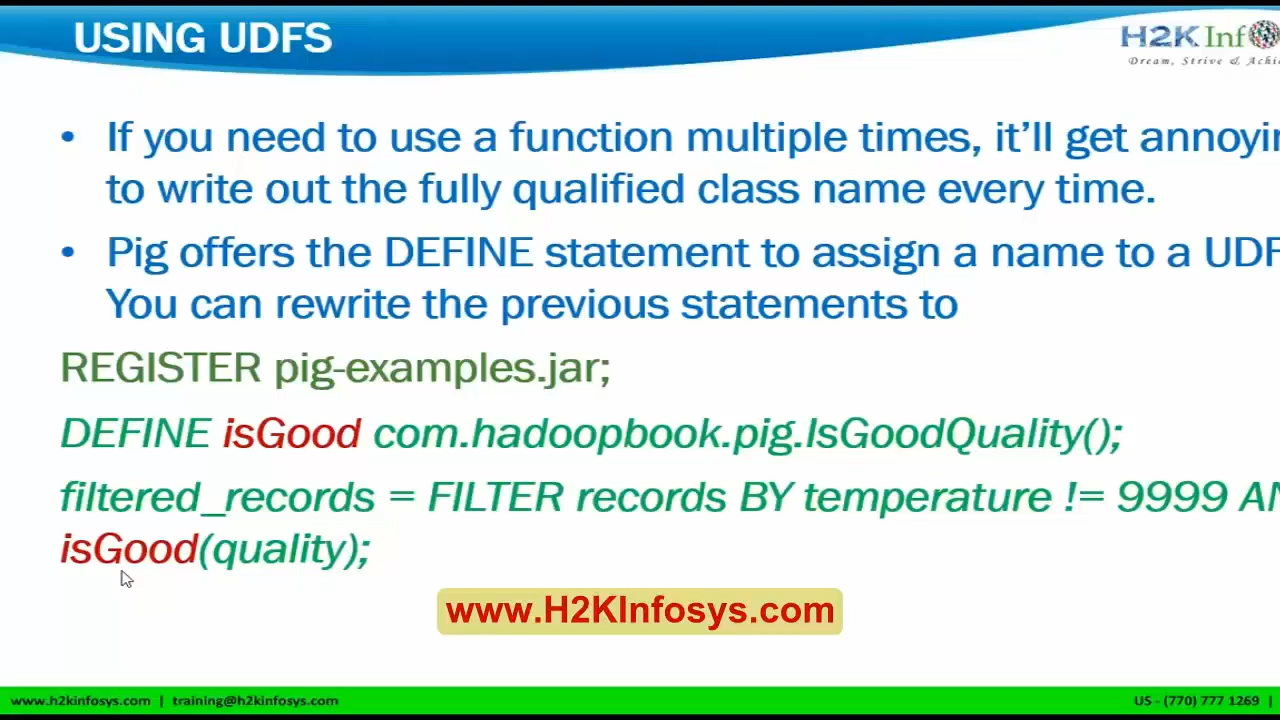 USING UDFS
H2K Inf
Dream, Strive & Achi
• If you need to use a function multiple times, it'll get annoyin
to write out the fully qualified class name every time.
• Pig offers the DEFINE statement to assign a name to a UDF
You can rewrite the previous statements to
REGISTER pig-examples.jar;
DEFINE isGood com.hadoopbook.pig.IsGoodQuality();
filtered_records = FILTER records BY temperature != 9999 AN
isGood(quality);
www.H2KInfosys.com
www.h2kinfosys.com | training@h2kinfosys.com
US - (770) 777 1269 |